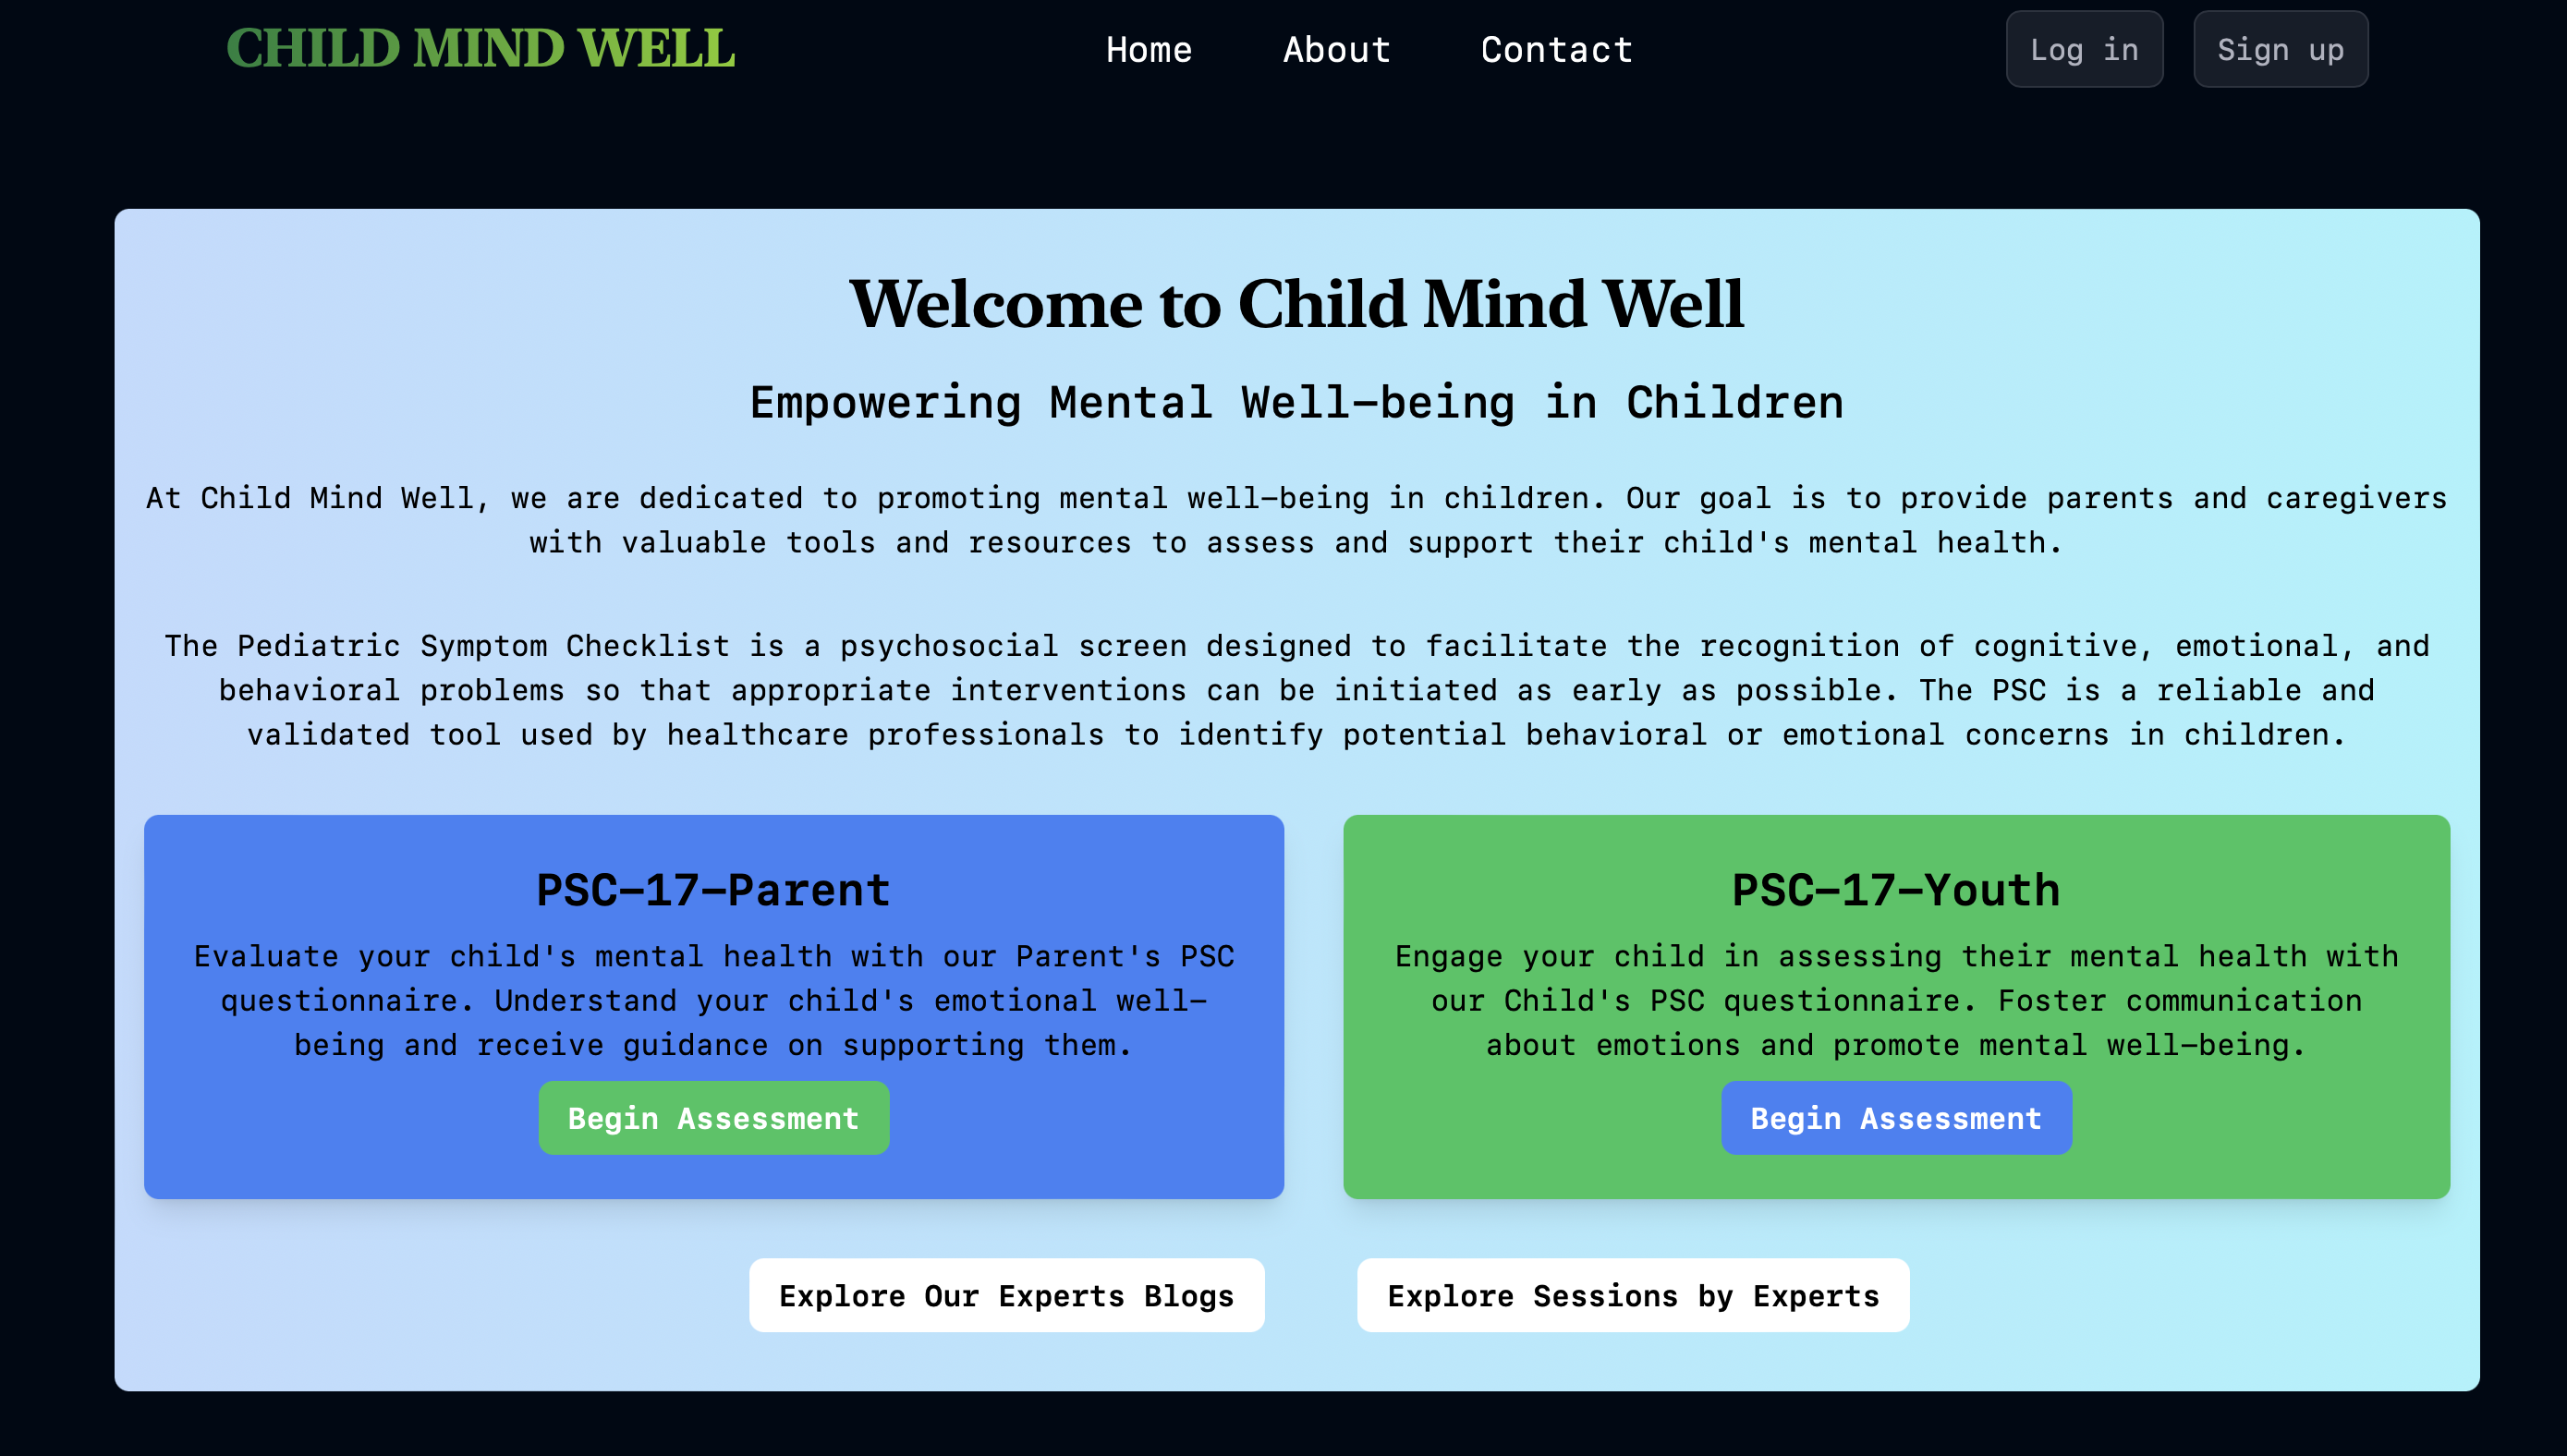 CHILD MIND WELL
Home
About
Contact
Log in
Sign up
Welcome to Child Mind Well
Empowering Mental Well-being in Children
At Child Mind Well, we are dedicated to promoting mental well-being in children. Our goal is to provide parents and caregivers
with valuable tools and resources to assess and support their child's mental health.
The Pediatric Symptom Checklist is a psychosocial screen designed to facilitate the recognition of cognitive, emotional, and
behavioral problems so that appropriate interventions can be initiated as early as possible. The PSC is a reliable and
validated tool used by healthcare professionals to identify potential behavioral or emotional concerns in children.
PSC-17-Parent
Evaluate your child's mental health with our Parent's PSC
questionnaire. Understand your child's emotional well-
being and receive guidance on supporting them.
Begin Assessment
PSC-17-Youth
Engage your child in assessing their mental health with
our Child's PSC questionnaire. Foster communication
about emotions and promote mental well-being.
Begin Assessment
Explore Our Experts Blogs
Explore Sessions by Experts